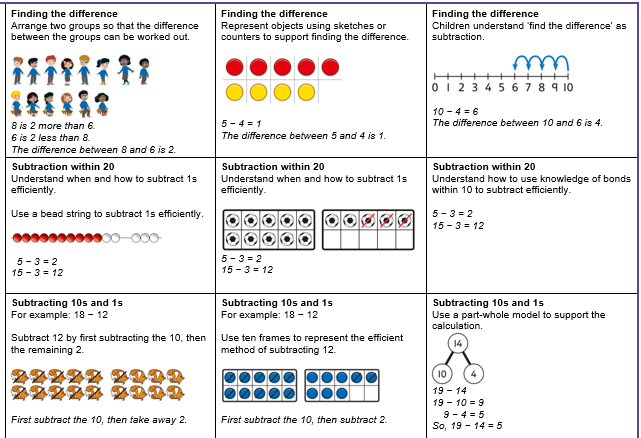 Finding the difference
Arrange two groups so that the difference
between the groups can be worked out.
8 is 2 more than 6.
6 is 2 less than 8.
The difference between 8 and 6 is 2.
Finding the difference
Represent objects using sketches or
counters to support finding the difference.
5 − 4 = 1
The difference between 5 and 4 is 1.
Finding the difference
Children understand 'find the difference' as
subtraction.
0 1 2 3 4 5 6 7 8 9 10
10 − 4 = 6
The difference between 10 and 6 is 4.
Subtraction within 20
Understand when and how to subtract 1s
efficiently.
Use a bead string to subtract 1s efficiently.
5 − 3 = 2
15 − 3 = 12
Subtraction within 20
Understand when and how to subtract 1s
efficiently.
5 − 3 = 2
15 − 3 = 12
Subtraction within 20
Understand how to use knowledge of bonds
within 10 to subtract efficiently.
5 − 3 = 2
15 − 3 = 12
Subtracting 10s and 1s
For example: 18 − 12
Subtract 12 by first subtracting the 10, then
the remaining 2.
First subtract the 10, then take away 2.
Subtracting 10s and 1s
For example: 18 − 12
Use ten frames to represent the efficient
method of subtracting 12.
First subtract the 10, then subtract 2.
Subtracting 10s and 1s
Use a part-whole model to support the
calculation.
14
10 4
19 − 14
19 − 10 = 9
9 − 4 = 5
So, 19 − 14 = 5